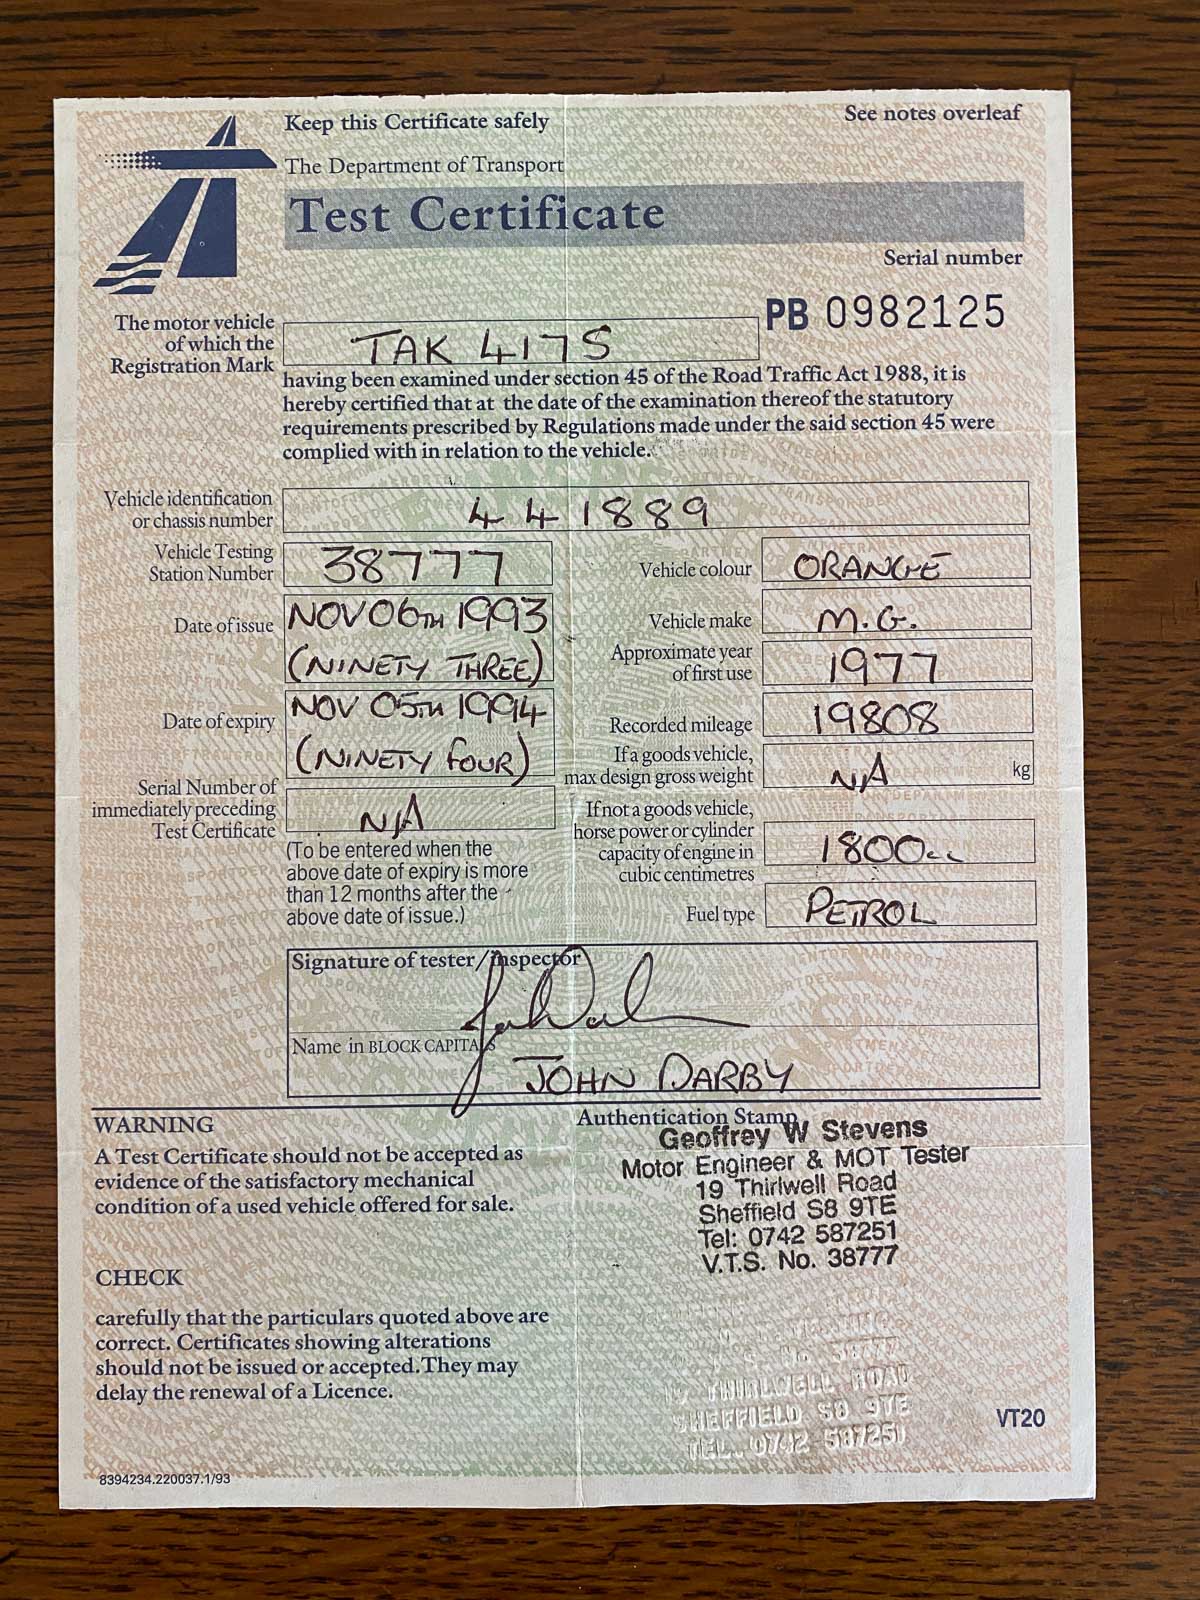 Keep this Certificate safely
See notes overleaf
The Department of Transport
Test Certificate
Serial number
PB 0982125
The motor vehicle
of which the
Registration Mark
TAK 417S
having been examined under section 45 of the Road Traffic Act 1988, it is
hereby certified that at the date of the examination thereof the statutory
requirements prescribed by Regulations made under the said section 45 were
complied with in relation to the vehicle.
Vehicle identification
or chassis number
441889
Vehicle Testing
Station Number
38777
Vehicle colour
ORANGE
Date of issue
NOV 06TH 1993
(NINETY THREE)
Vehicle make
M.G.
Approximate year
of first use
1977
Date of expiry
NOV 05TH 1994
(NINETY FOUR)
Recorded mileage
19808
If a goods vehicle,
max design gross weight
N/A kg
Serial Number of
immediately preceding
Test Certificate
N/A
(To be entered when the
above date of expiry is more
than 12 months after the
above date of issue.)
If not a goods vehicle,
horse power or cylinder
capacity of engine in
cubic centimetres
1800cc
Fuel type
PETROL
Signature of tester/Inspector
Name in BLOCK CAPITALS
JOHN DARBY
WARNING
A Test Certificate should not be accepted as
evidence of the satisfactory mechanical
condition of a used vehicle offered for sale.
Authentication Stamp
Geoffrey W Stevens
Motor Engineer & MOT Tester
19 Thirlwell Road
Sheffield S8 9TE
Tel: 0742 587251
V.T.S. No. 38777
CHECK
carefully that the particulars quoted above are
correct. Certificates showing alterations
should not be issued or accepted. They may
delay the renewal of a Licence.
THIRLWELL ROAD
SHEFFIELD S8 9TE
TEL. 0742 587251
VT20
8394234.220037.1/93